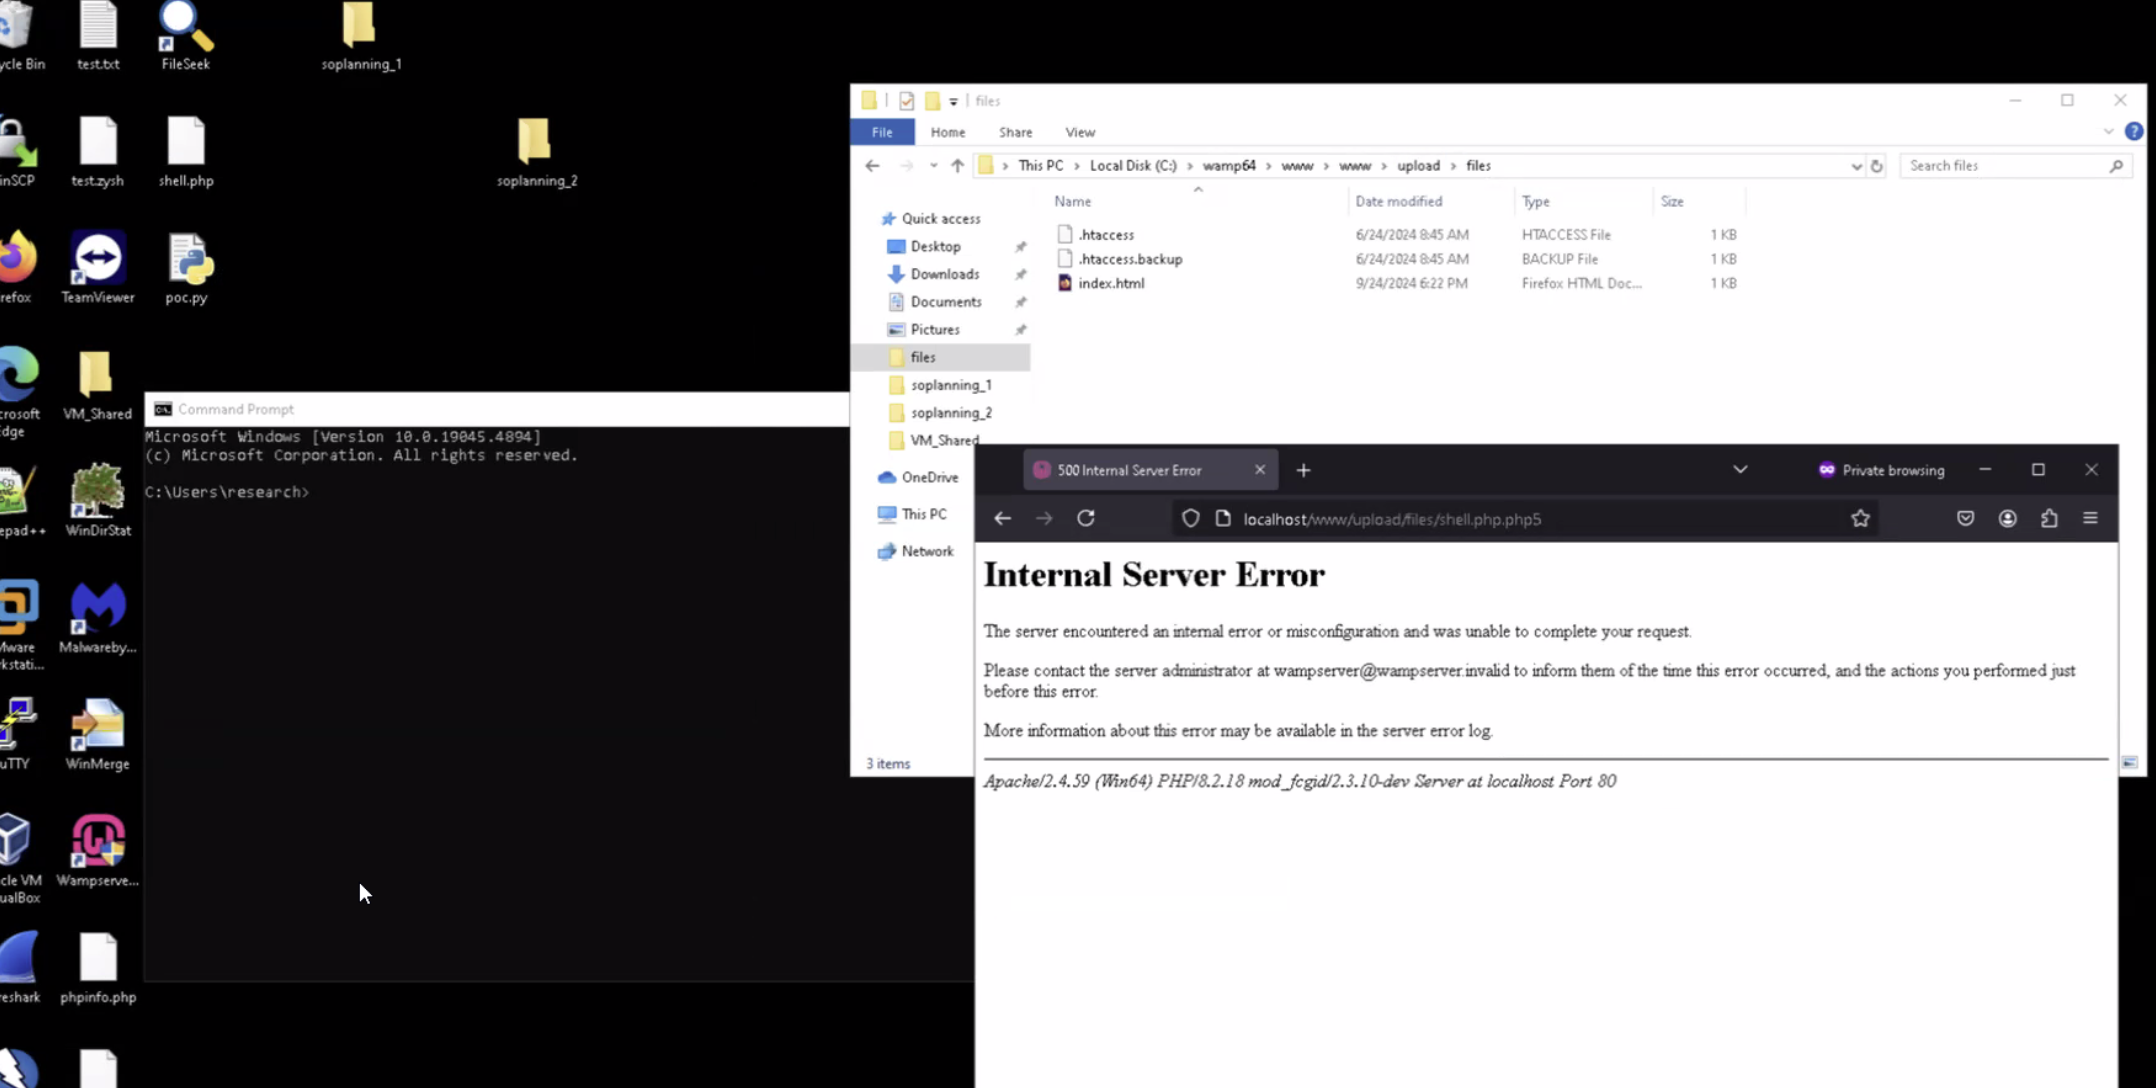 ycle Bin
test.txt
FileSeek
soplanning_1
inSCP
test.zysh
shell.php
soplanning_2
refox
TeamViewer
poc.py
crosoft
Edge
VM_Shared
epad++
WinDirStat
Mware
rkstati...
Malwareby...
uTTY
WinMerge
cle VM
ualBox
Wampserve...
reshark
phpinfo.php
Command Prompt
Microsoft Windows [Version 10.0.19045.4894]
(c) Microsoft Corporation. All rights reserved.
C:\Users\research>
files
File Home Share View
This PC > Local Disk (C:) > wamp64 > www > www > upload > files
Search files
Name Date modified Type Size
.htaccess 6/24/2024 8:45 AM HTACCESS File 1 KB
.htaccess.backup 6/24/2024 8:45 AM BACKUP File 1 KB
index.html 9/24/2024 6:22 PM Firefox HTML Doc... 1 KB
Quick access
Desktop
Downloads
Documents
Pictures
files
soplanning_1
soplanning_2
VM_Shared
OneDrive
This PC
Network
3 items
500 Internal Server Error
Private browsing
localhost/www/upload/files/shell.php.php5
Internal Server Error
The server encountered an internal error or misconfiguration and was unable to complete your request.
Please contact the server administrator at wampserver@wampserver.invalid to inform them of the time this error occurred, and the actions you performed just
before this error.
More information about this error may be available in the server error log.
Apache/2.4.59 (Win64) PHP/8.2.18 mod_fcgid/2.3.10-dev Server at localhost Port 80